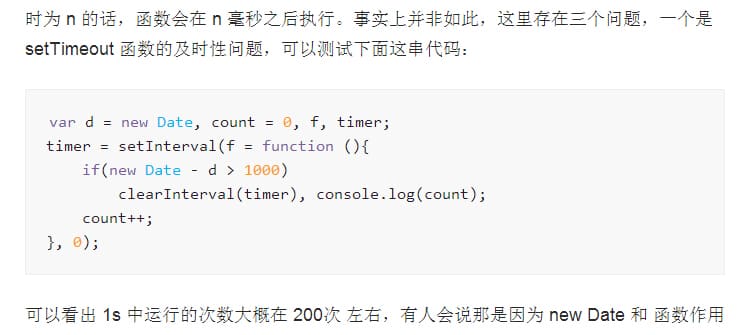 时为 n 的话，函数会在 n 毫秒之后执行。事实上并非如此，这里存在三个问题，一个是
setTimeout 函数的及时性问题，可以测试下面这串代码：
var d = new Date, count = 0, f, timer;
timer = setInterval(f = function (){
    if(new Date - d > 1000)
        clearInterval(timer), console.log(count);
    count++;
}, 0);
可以看出 1s 中运行的次数大概在 200次 左右，有人会说那是因为 new Date 和 函数作用